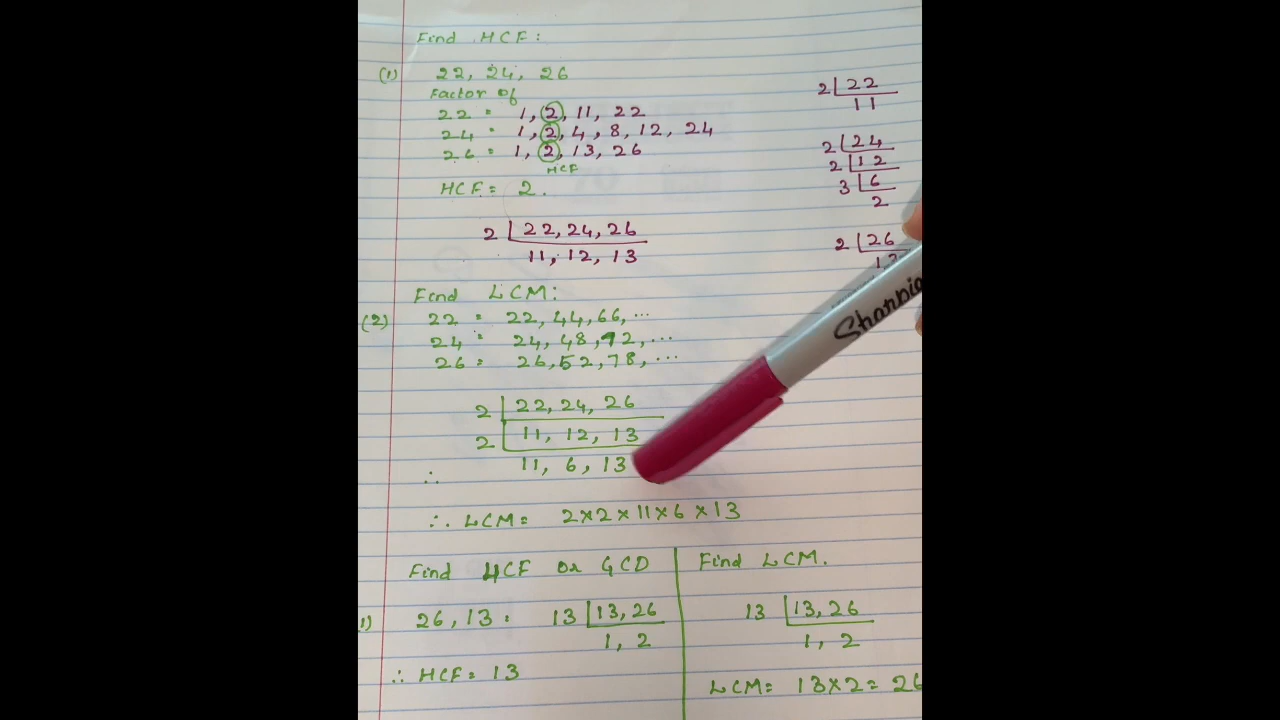 Find HCF:
(1) 22, 24, 26
Factor of
22 = 1, 2, 11, 22
24 = 1, 2, 4, 8, 12, 24
26 = 1, 2, 13, 26
HCF
HCF = 2.
2 | 22, 24, 26
11, 12, 13
2 | 22
11
2 | 24
2 | 12
3 | 6
2
2 | 26
Find LCM:
(2) 22 = 22, 44, 66, ...
24 = 24, 48, 72, ...
26 = 26, 52, 78, ...
2 | 22, 24, 26
2 | 11, 12, 13
11, 6, 13
∴
∴ LCM = 2×2×11×6×13
Sharpie
Find HCF or GCD
1) 26, 13 = 13 | 13, 26
1, 2
∴ HCF = 13
Find LCM.
13 | 13, 26
1, 2
LCM = 13×2 = 26